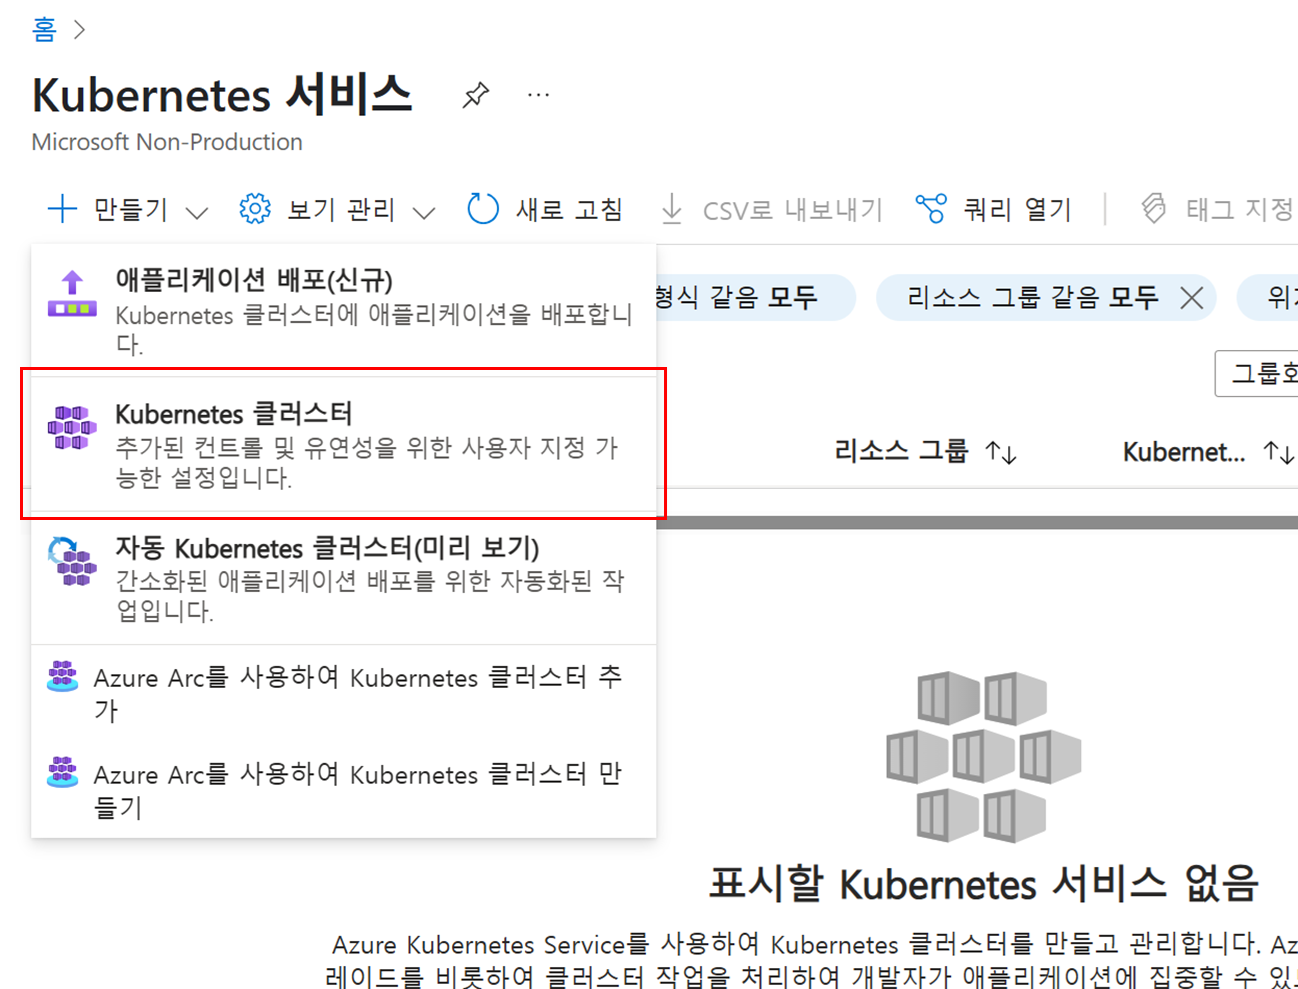 홈
Kubernetes 서비스
Microsoft Non-Production
만들기 보기 관리 새로 고침 CSV로 내보내기 쿼리 열기 태그 지정
애플리케이션 배포(신규)
Kubernetes 클러스터에 애플리케이션을 배포합니
다.
형식 같음 모두 리소스 그룹 같음 모두
Kubernetes 클러스터
추가된 컨트롤 및 유연성을 위한 사용자 지정 가
능한 설정입니다.
리소스 그룹 Kubernet...
자동 Kubernetes 클러스터(미리 보기)
간소화된 애플리케이션 배포를 위한 자동화된 작
업입니다.
Azure Arc를 사용하여 Kubernetes 클러스터 추
가
Azure Arc를 사용하여 Kubernetes 클러스터 만
들기
표시할 Kubernetes 서비스 없음
Azure Kubernetes Service를 사용하여 Kubernetes 클러스터를 만들고 관리합니다. Az
레이드를 비롯하여 클러스터 작업을 처리하여 개발자가 애플리케이션에 집중할 수 있